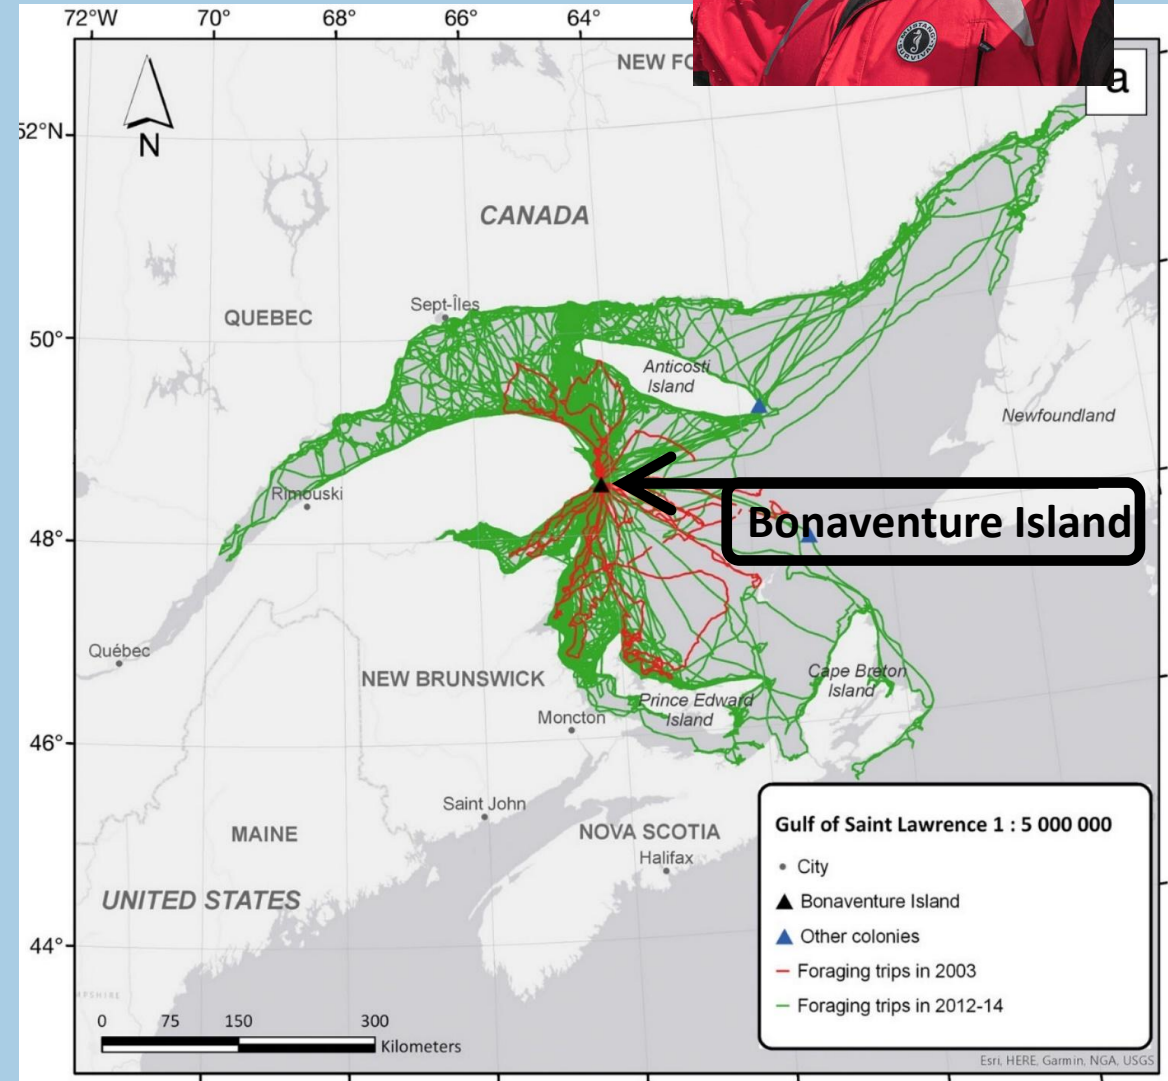 72°W 70° 68° 66° 64°
MUSTANG SURVIVAL
NEW FO
a
52°N
N
CANADA
Sept-Îles
QUEBEC
50°
Anticosti
Island
Newfoundland
Rimouski
Bonaventure Island
48°
Québec
NEW BRUNSWICK
Cape Breton
Island
Prince Edward
Island
Moncton
46°
Saint John
NOVA SCOTIA
Halifax
MAINE
UNITED STATES
44°
MPSHIRE
0 75 150 300
Kilometers
Gulf of Saint Lawrence 1 : 5 000 000
City
Bonaventure Island
Other colonies
Foraging trips in 2003
Foraging trips in 2012-14
Esri, HERE, Garmin, NGA, USGS